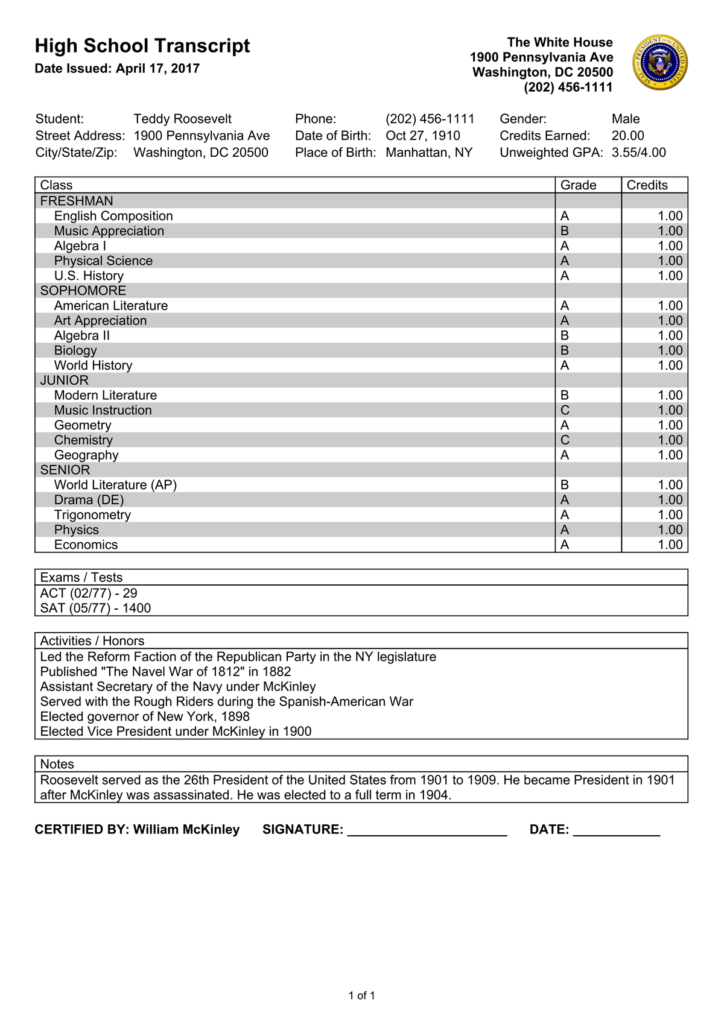 High School Transcript
Date Issued: April 17, 2017
The White House
1900 Pennsylvania Ave
Washington, DC 20500
(202) 456-1111
Student: Teddy Roosevelt Phone: (202) 456-1111 Gender: Male
Street Address: 1900 Pennsylvania Ave Date of Birth: Oct 27, 1910 Credits Earned: 20.00
City/State/Zip: Washington, DC 20500 Place of Birth: Manhattan, NY Unweighted GPA: 3.55/4.00
Class Grade Credits
FRESHMAN
English Composition A 1.00
Music Appreciation B 1.00
Algebra I A 1.00
Physical Science A 1.00
U.S. History A 1.00
SOPHOMORE
American Literature A 1.00
Art Appreciation A 1.00
Algebra II B 1.00
Biology B 1.00
World History A 1.00
JUNIOR
Modern Literature B 1.00
Music Instruction C 1.00
Geometry A 1.00
Chemistry C 1.00
Geography A 1.00
SENIOR
World Literature (AP) B 1.00
Drama (DE) A 1.00
Trigonometry A 1.00
Physics A 1.00
Economics A 1.00
Exams / Tests
ACT (02/77) - 29
SAT (05/77) - 1400
Activities / Honors
Led the Reform Faction of the Republican Party in the NY legislature
Published "The Navel War of 1812" in 1882
Assistant Secretary of the Navy under McKinley
Served with the Rough Riders during the Spanish-American War
Elected governor of New York, 1898
Elected Vice President under McKinley in 1900
Notes
Roosevelt served as the 26th President of the United States from 1901 to 1909. He became President in 1901
after McKinley was assassinated. He was elected to a full term in 1904.
CERTIFIED BY: William McKinley SIGNATURE: ______________________ DATE: ____________
1 of 1